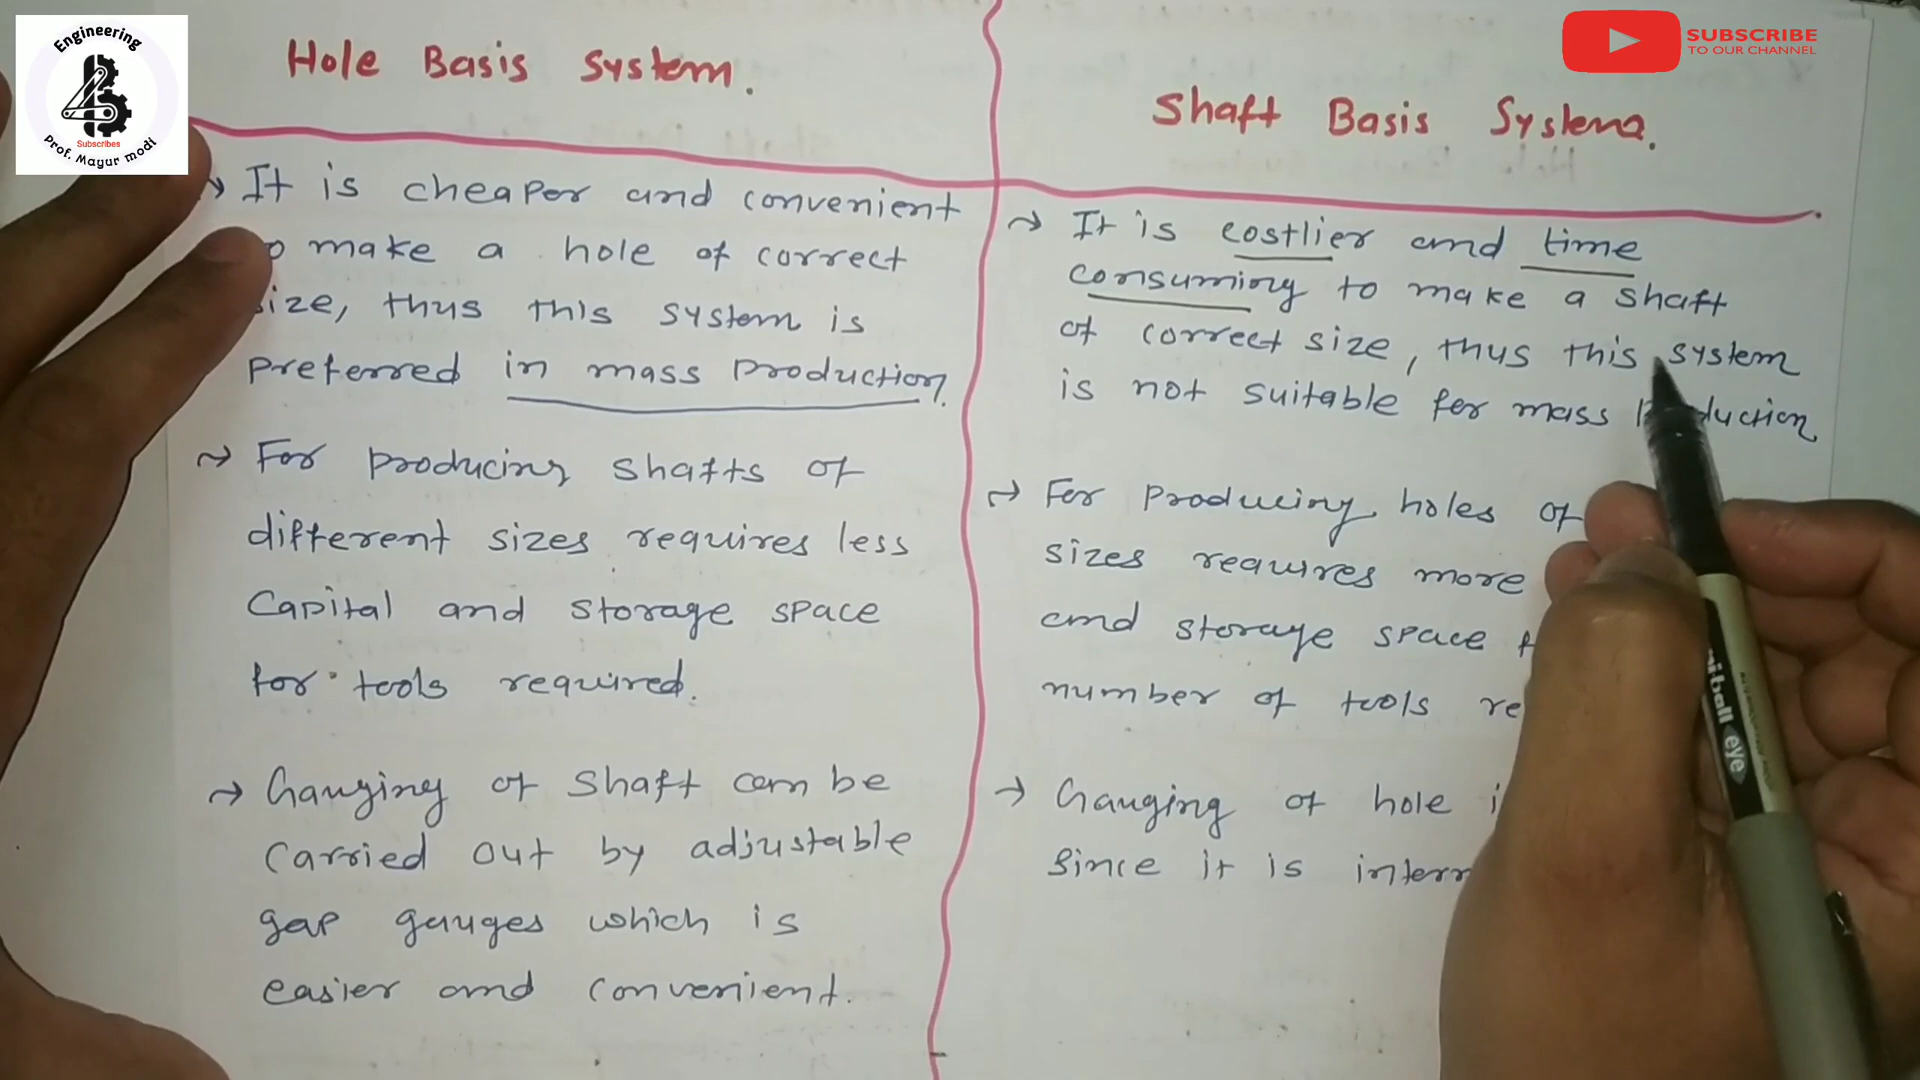 Engineering
Subscribes
Prof. Mayur modi
SUBSCRIBE
TO OUR CHANNEL
Hole Basis System.
It is cheaper and convenient
make a hole of correct
size, thus this system is
preferred in mass production.
For producing shafts of
different sizes requires less
Capital and storage space
for tools required.
Gauging of shaft can be
carried out by adjustable
gap gauges which is
easier and convenient.
Shaft Basis System.
It is costlier and time
consuming to make a shaft
of correct size, thus this system
is not suitable for mass
For producing holes of
sizes requires more
and storage space
number of tools
Gauging of hole
Since it is
uni-ball eye